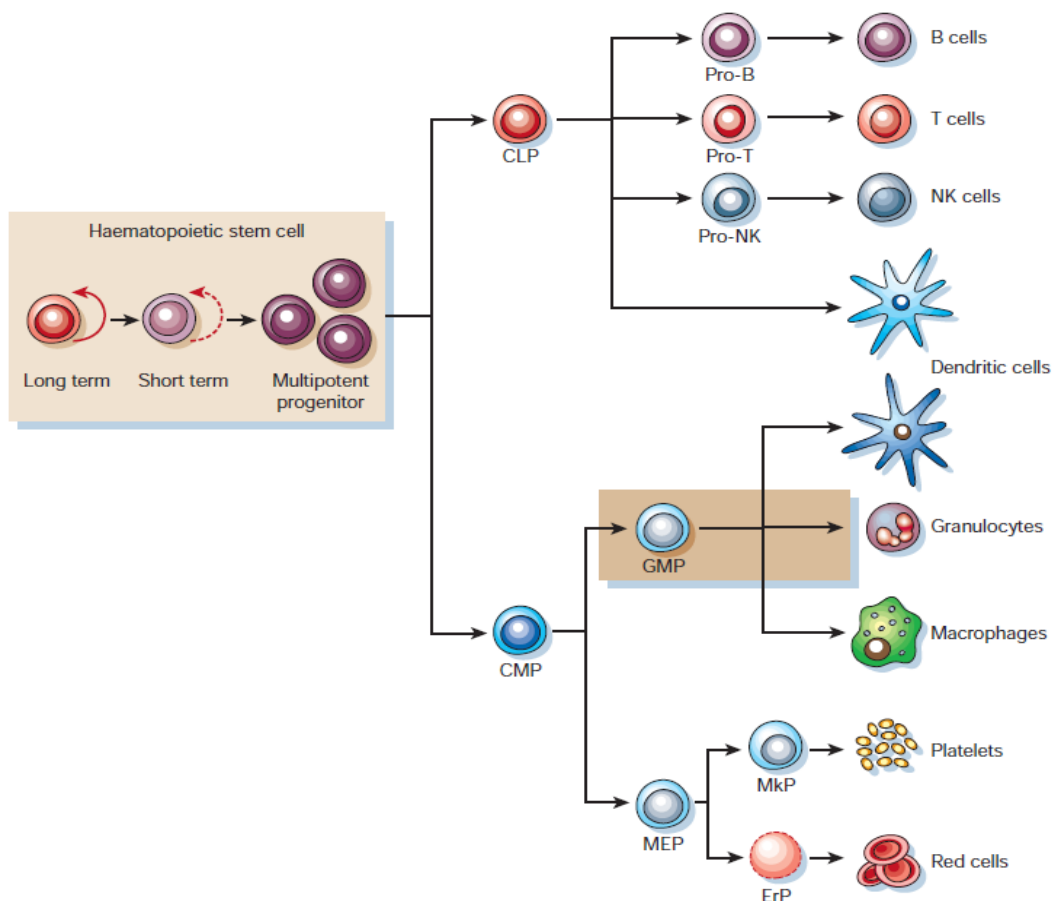 B cells
Pro-B
T cells
CLP
Pro-T
NK cells
Pro-NK
Haematopoietic stem cell
Long term
Short term
Multipotent
progenitor
Dendritic cells
Granulocytes
GMP
Macrophages
CMP
Platelets
MkP
MEP
Red cells
ErP